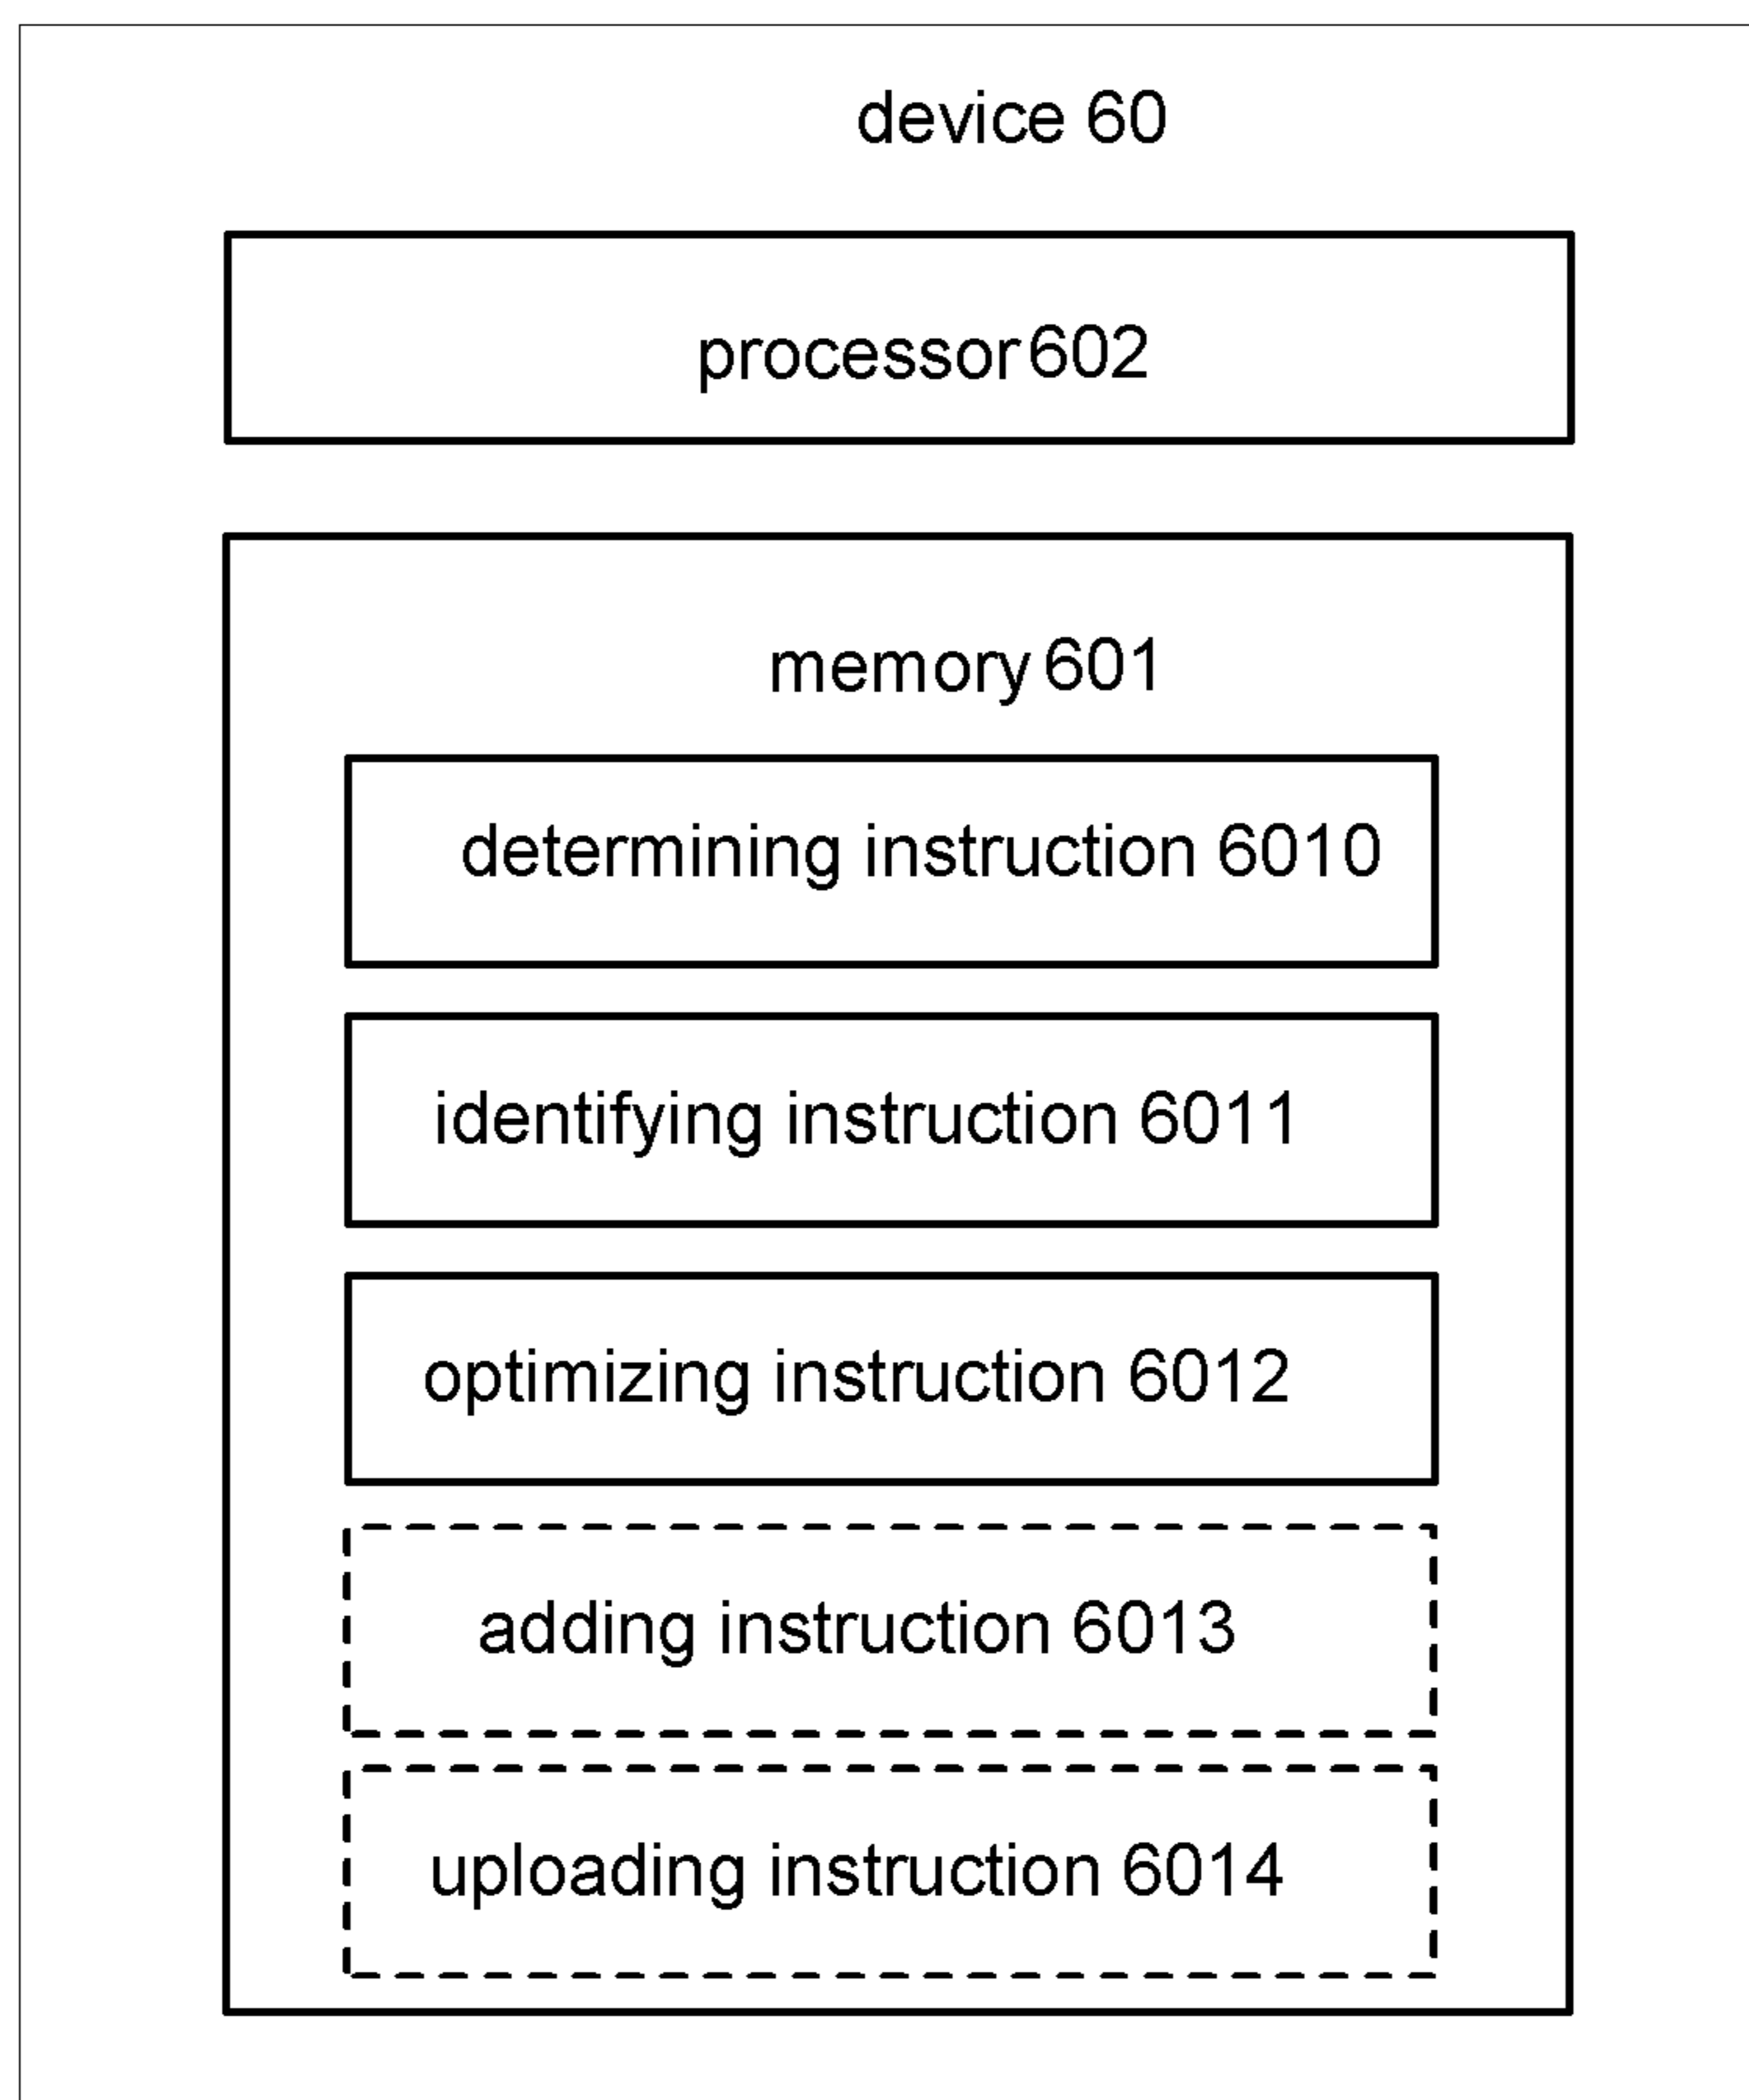 device 60
processor 602
memory 601
determining instruction 6010
identifying instruction 6011
optimizing instruction 6012
adding instruction 6013
uploading instruction 6014